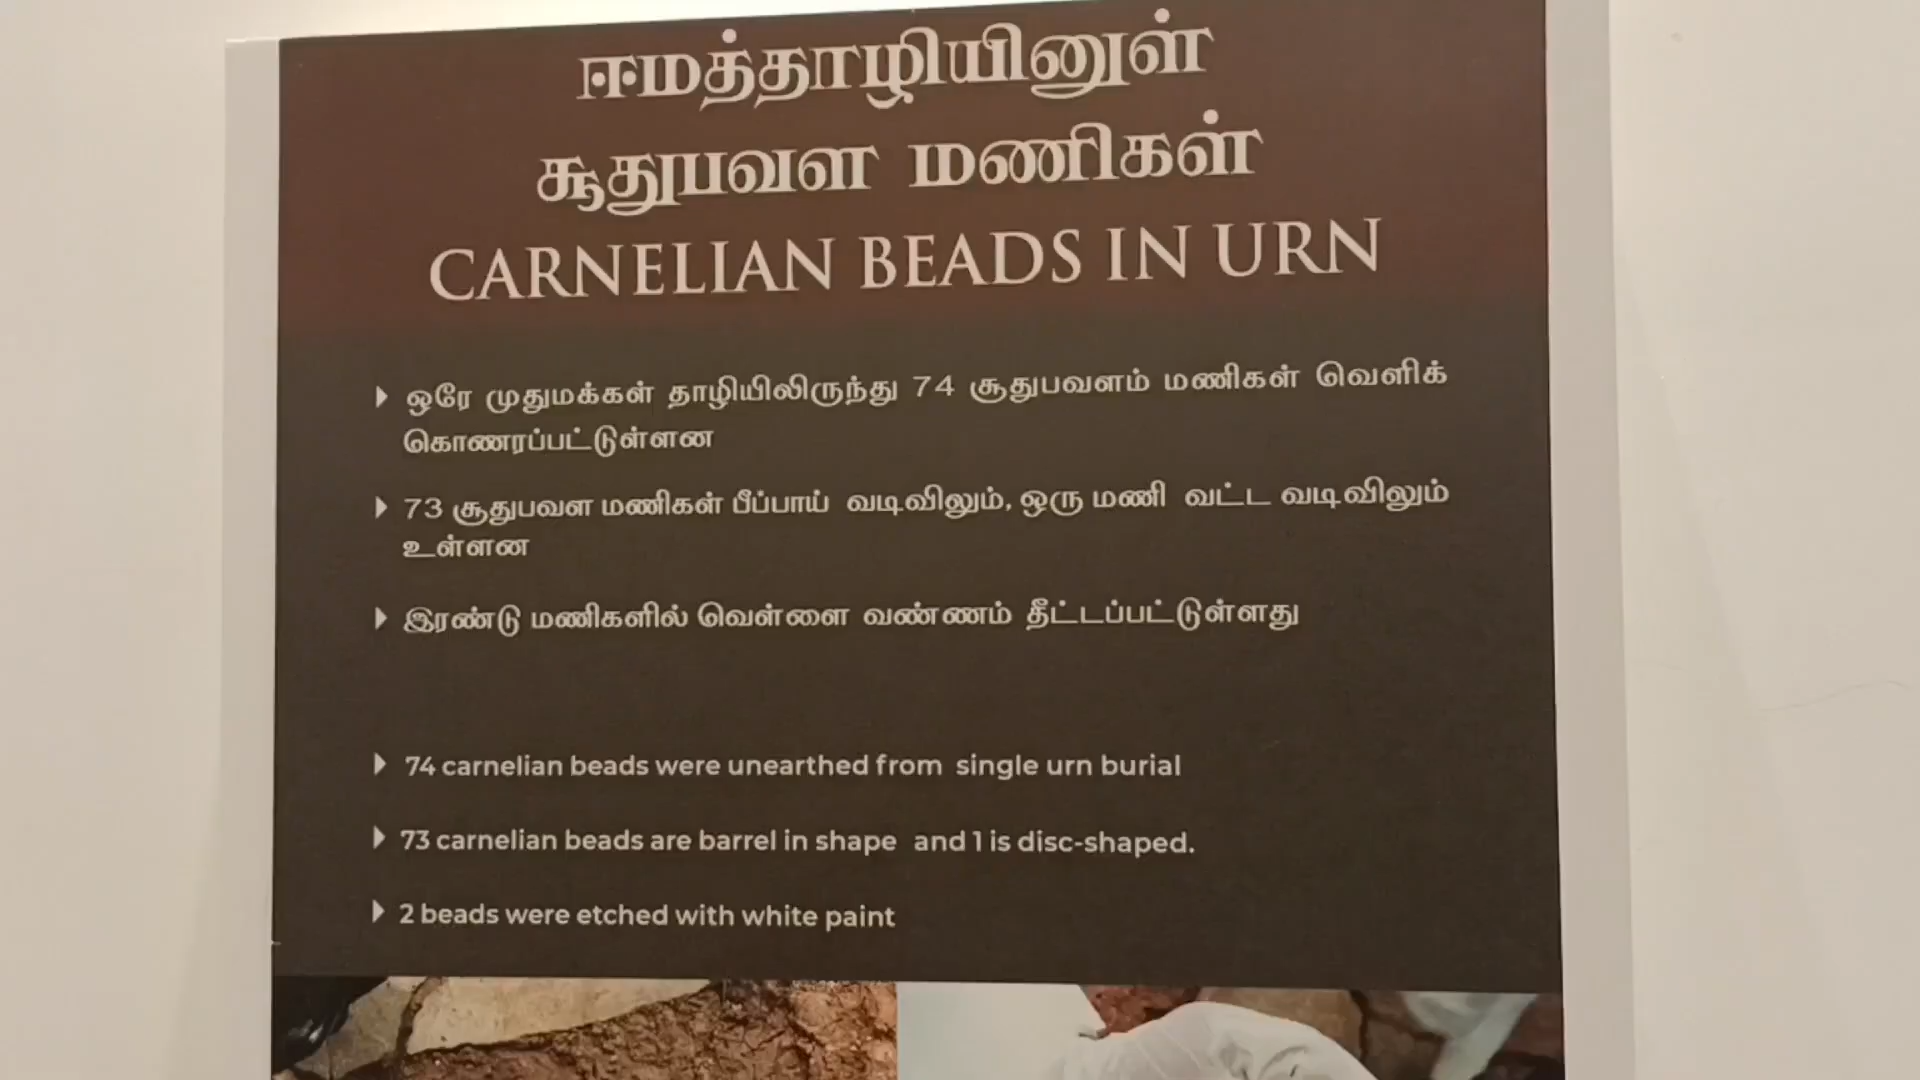 ஈமத்தாழியினுள்
சூதுபவள மணிகள்
CARNELIAN BEADS IN URN
ஒரே முதுமக்கள் தாழியிலிருந்து 74 சூதுபவளம் மணிகள் வெளிக்
கொணரப்பட்டுள்ளன
73 சூதுபவள மணிகள் பீப்பாய் வடிவிலும், ஒரு மணி வட்ட வடிவிலும்
உள்ளன
இரண்டு மணிகளில் வெள்ளை வண்ணம் தீட்டப்பட்டுள்ளது
74 carnelian beads were unearthed from single urn burial
73 carnelian beads are barrel in shape and 1 is disc-shaped.
2 beads were etched with white paint